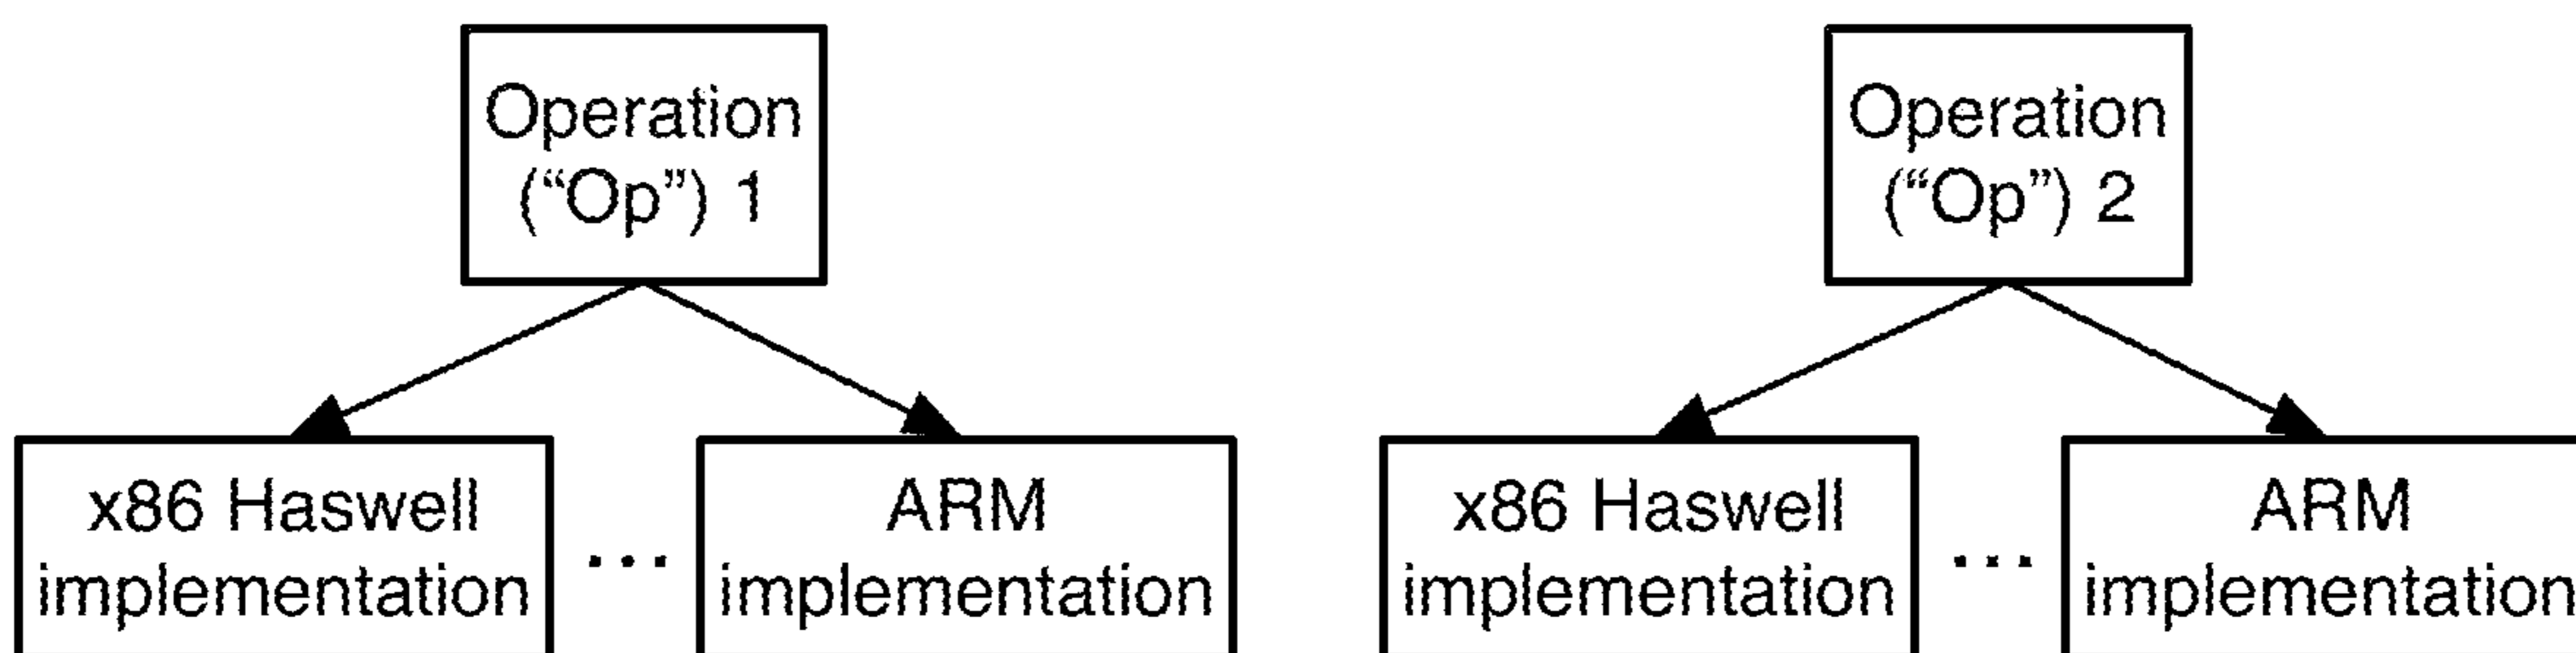 Operation
(“Op”) 1
Operation
(“Op”) 2
x86 Haswell
implementation
...
ARM
implementation
x86 Haswell
implementation
...
ARM
implementation